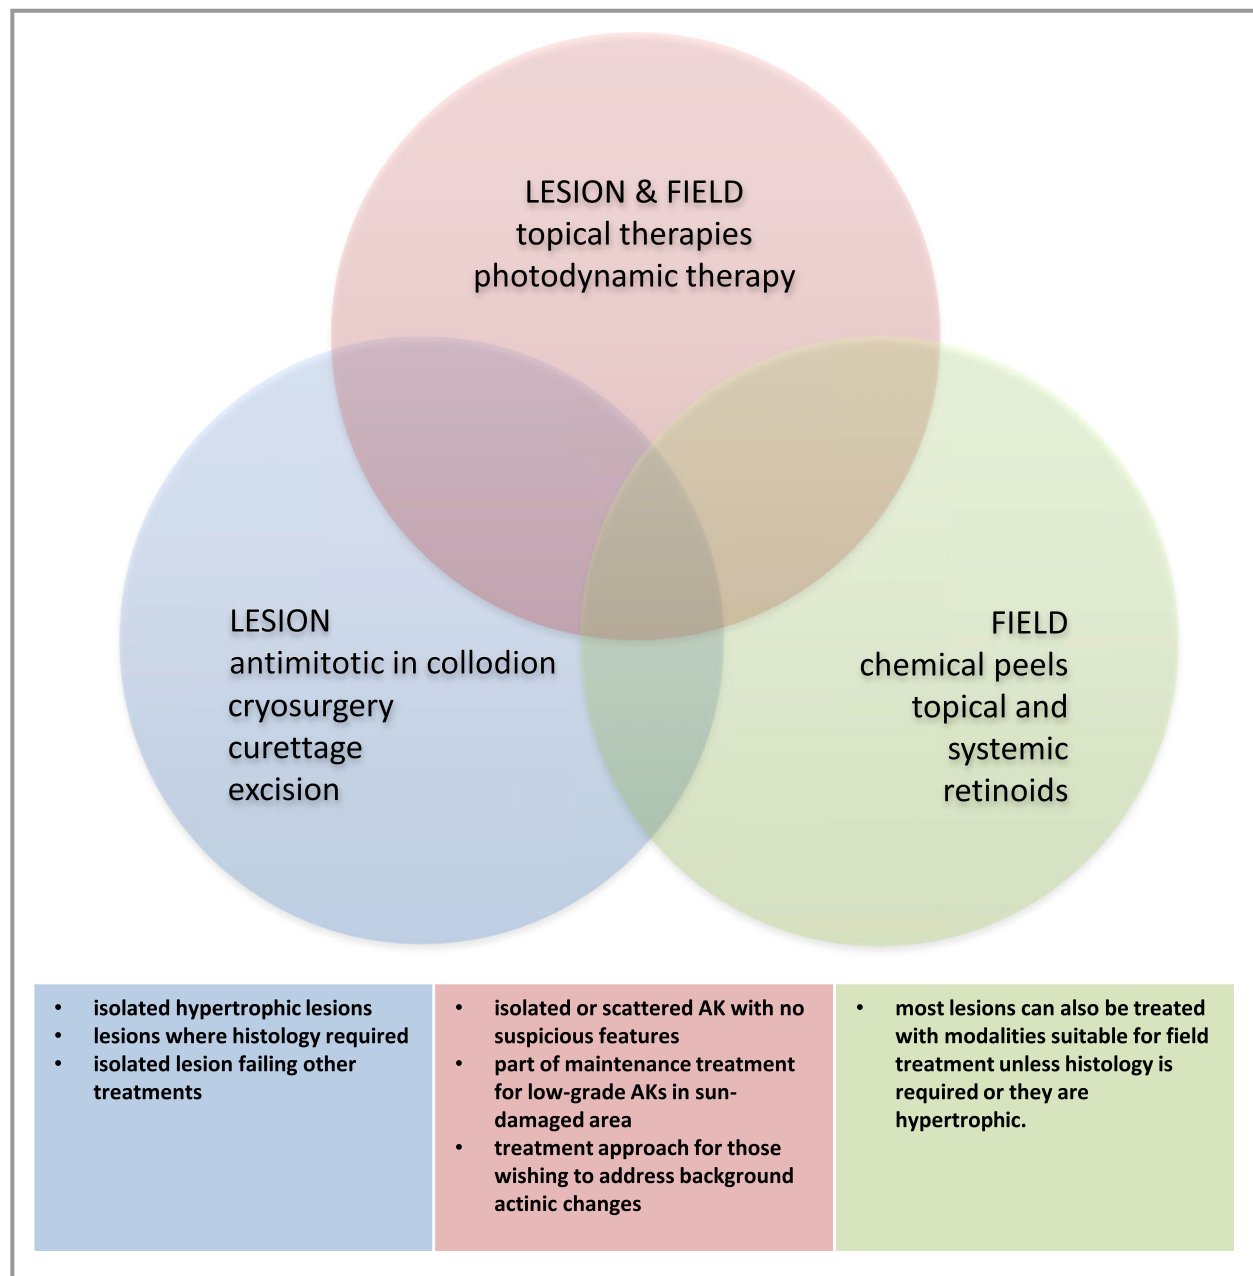 LESION & FIELD
topical therapies
photodynamic therapy
LESION
antimitotic in collodion
cryosurgery
curettage
excision
FIELD
chemical peels
topical and
systemic
retinoids
• isolated hypertrophic lesions
• lesions where histology required
• isolated lesion failing other
treatments
• isolated or scattered AK with no
suspicious features
• part of maintenance treatment
for low-grade AKs in sun-
damaged area
• treatment approach for those
wishing to address background
actinic changes
• most lesions can also be treated
with modalities suitable for field
treatment unless histology is
required or they are
hypertrophic.